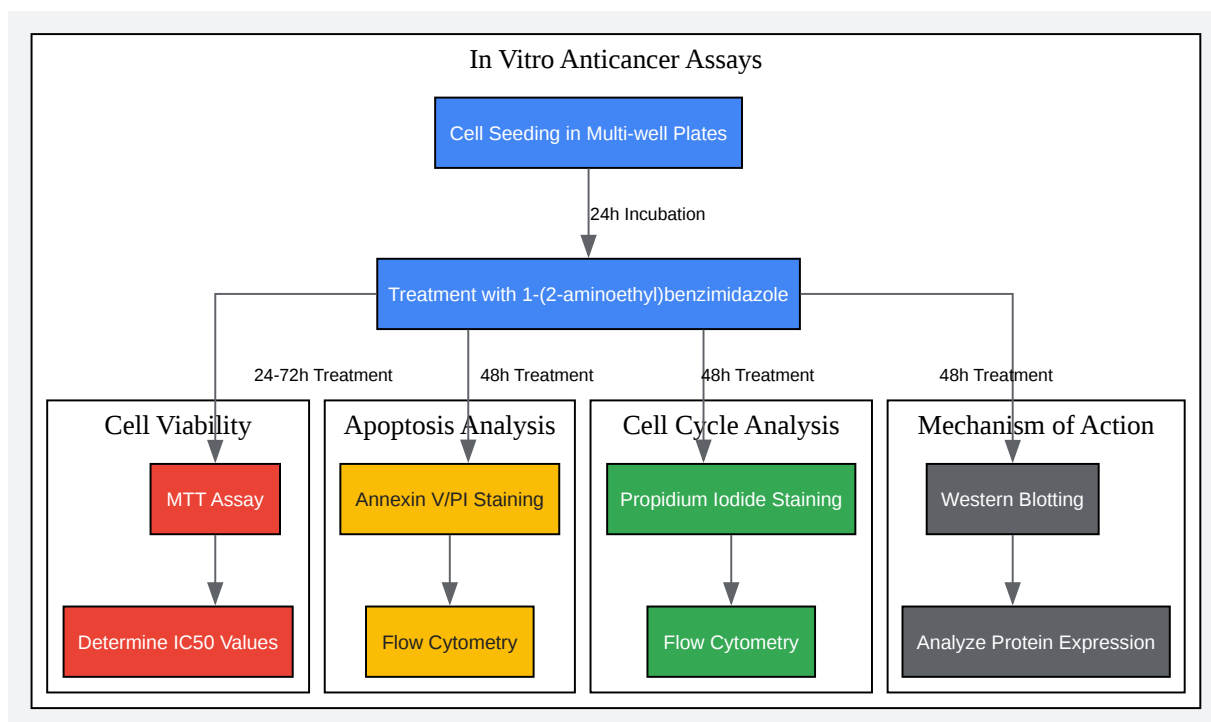 In Vitro Anticancer Assays
Cell Seeding in Multi-well Plates
24h Incubation
Treatment with 1-(2-aminoethyl)benzimidazole
24-72h Treatment
48h Treatment
48h Treatment
48h Treatment
Cell Viability
Apoptosis Analysis
Cell Cycle Analysis
Mechanism of Action
MTT Assay
Annexin V/PI Staining
Propidium Iodide Staining
Western Blotting
Determine IC50 Values
Flow Cytometry
Flow Cytometry
Analyze Protein Expression